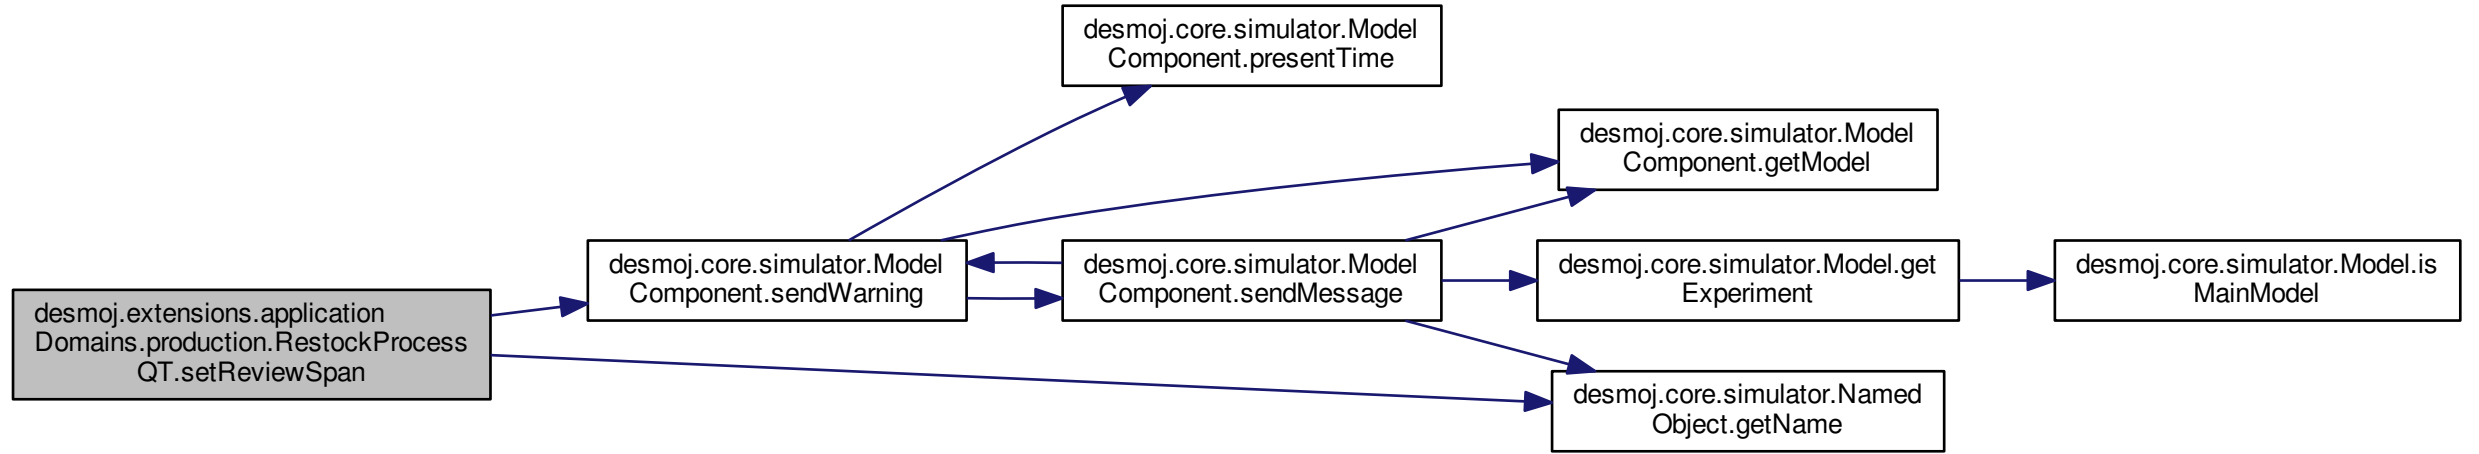 desmoj.core.simulator.Model
Component.presentTime
desmoj.core.simulator.Model
Component.getModel
desmoj.core.simulator.Model
Component.sendWarning
desmoj.core.simulator.Model
Component.sendMessage
desmoj.core.simulator.Model.get
Experiment
desmoj.core.simulator.Model.is
MainModel
desmoj.extensions.application
Domains.production.RestockProcess
QT.setReviewSpan
desmoj.core.simulator.Named
Object.getName